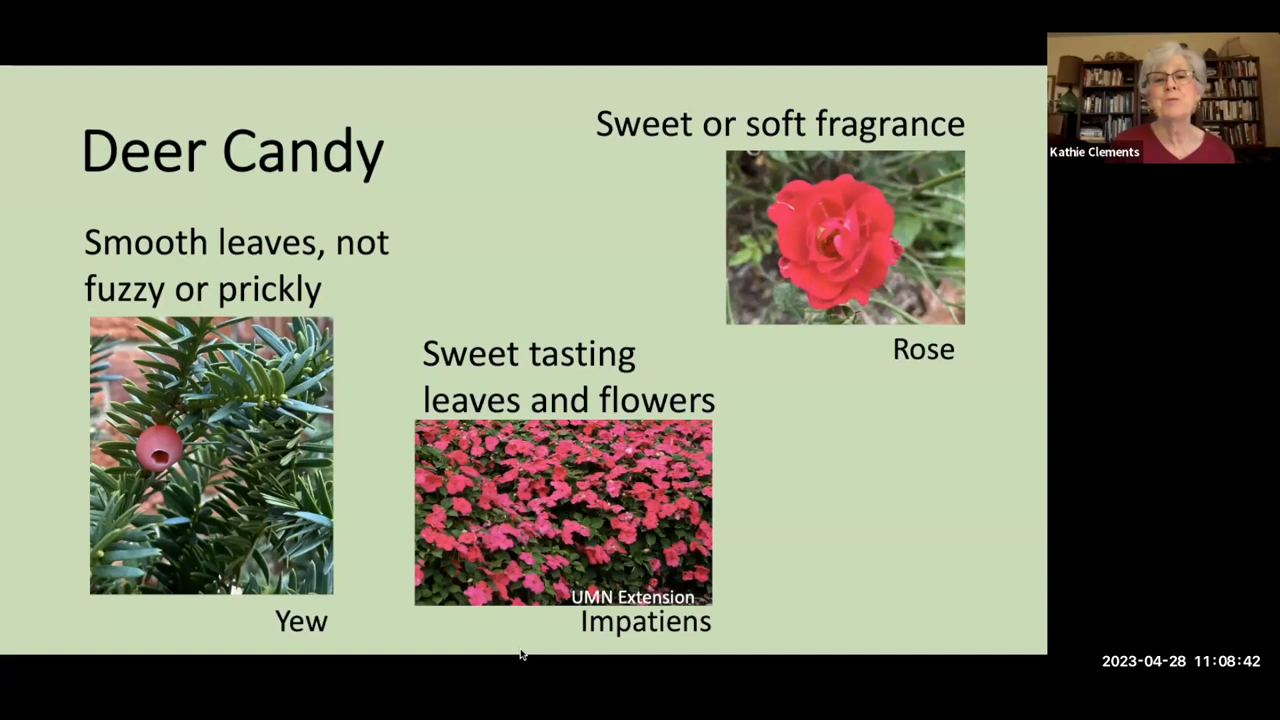 Deer Candy
Smooth leaves, not
fuzzy or prickly
Yew
Sweet tasting
leaves and flowers
UMN Extension
Impatiens
Sweet or soft fragrance
Rose
Kathie Clements
2023-04-28 11:08:42